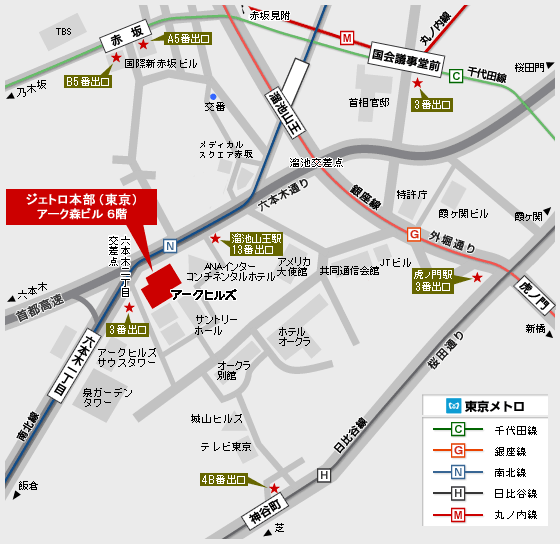 赤坂見附
A5番出口
TBS
赤坂
M
丸ノ内線
国会議事堂前
国際新赤坂ビル
B5番出口
C
千代田線
桜田門
乃木坂
首相官邸
3番出口
交番
溜池山王
メディカル
スクエア赤坂
溜池交差点
六本木通り
銀座線
特許庁
霞ヶ関ビル
霞ヶ関
ジェトロ本部（東京）
アーク森ビル 6階
N
溜池山王駅
13番出口
G
外堀通り
六本木二丁目
交差点
ANAインター
コンチネンタルホテル
アメリカ
大使館
共同通信会館
JTビル
虎ノ門駅
3番出口
虎ノ門
六本木
首都高速
アークヒルズ
3番出口
サントリー
ホール
ホテル
オークラ
新橋
桜田通り
六本木一丁目
アークヒルズ
サウスタワー
オークラ
別館
泉ガーデン
タワー
南北線
城山ヒルズ
テレビ東京
日比谷線
4B番出口
H
飯倉
神谷町
芝
東京メトロ
C 千代田線
G 銀座線
N 南北線
H 日比谷線
M 丸ノ内線